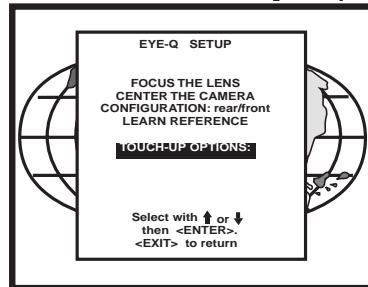 EYE-Q SETUP
FOCUS THE LENS
CENTER THE CAMERA
CONFIGURATION: rear/front
LEARN REFERENCE
TOUCH-UP OPTIONS:
Select with ⬆ or ⬇
then <ENTER>.
<EXIT> to return